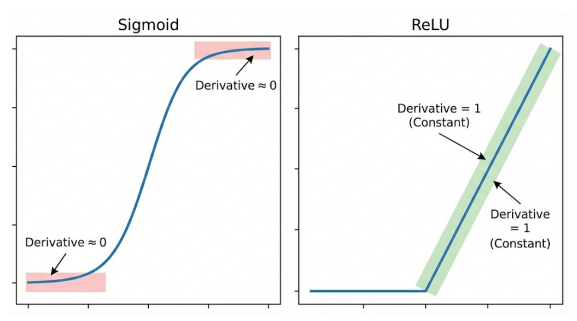 Sigmoid
Derivative ≈ 0
Derivative ≈ 0
ReLU
Derivative = 1
(Constant)
Derivative
= 1
(Constant)